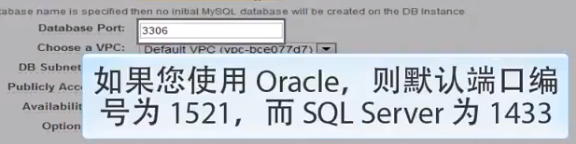 database name is specified then no initial MySQL database will be created on the DB Instance
Database Port: 3306
Choose a VPC: Default VPC (vpc-bce077d7)
DB Subnet
Publicly Acc
Availabili
Option
如果您使用 Oracle，则默认端口编
号为 1521，而 SQL Server 为 1433